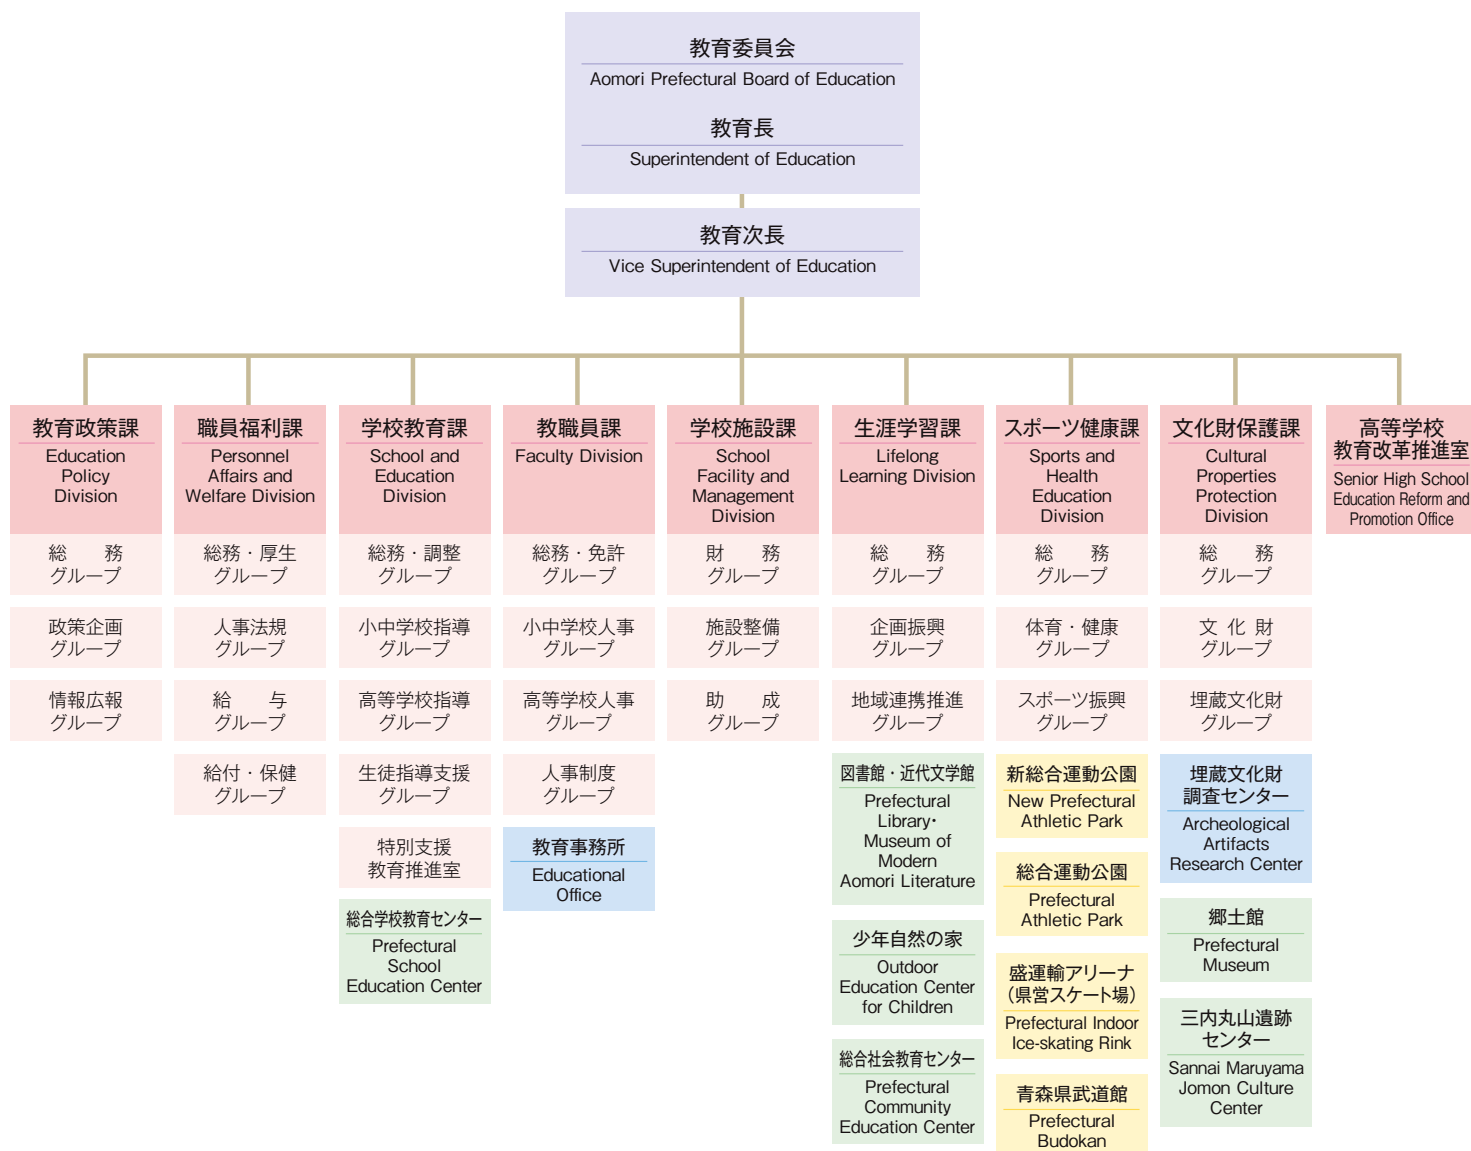 教育委員会
Aomori Prefectural Board of Education
教育長
Superintendent of Education
教育次長
Vice Superintendent of Education
教育政策課
Education
Policy
Division
総　　務
グループ
政策企画
グループ
情報広報
グループ
職員福利課
Personnel
Affairs and
Welfare Division
総務・厚生
グループ
人事法規
グループ
給　　与
グループ
給付・保健
グループ
学校教育課
School and
Education
Division
総務・調整
グループ
小中学校指導
グループ
高等学校指導
グループ
生徒指導支援
グループ
特別支援
教育推進室
総合学校教育センター
Prefectural
School
Education Center
教職員課
Faculty Division
総務・免許
グループ
小中学校人事
グループ
高等学校人事
グループ
人事制度
グループ
教育事務所
Educational
Office
学校施設課
School
Facility and
Management
Division
財　　務
グループ
施設整備
グループ
助　　成
グループ
生涯学習課
Lifelong
Learning Division
総　　務
グループ
企画振興
グループ
地域連携推進
グループ
図書館・近代文学館
Prefectural
Library・
Museum of
Modern
Aomori Literature
少年自然の家
Outdoor
Education Center
for Children
総合社会教育センター
Prefectural
Community
Education Center
スポーツ健康課
Sports and
Health
Education
Division
総　　務
グループ
体育・健康
グループ
スポーツ振興
グループ
新総合運動公園
New Prefectural
Athletic Park
総合運動公園
Prefectural
Athletic Park
盛運輸アリーナ
（県営スケート場）
Prefectural Indoor
Ice-skating Rink
青森県武道館
Prefectural
Budokan
文化財保護課
Cultural
Properties
Protection
Division
総　　務
グループ
文 化 財
グループ
埋蔵文化財
グループ
埋蔵文化財
調査センター
Archeological
Artifacts
Research Center
郷土館
Prefectural
Museum
三内丸山遺跡
センター
Sannai Maruyama
Jomon Culture
Center
高等学校
教育改革推進室
Senior High School
Education Reform and
Promotion Office